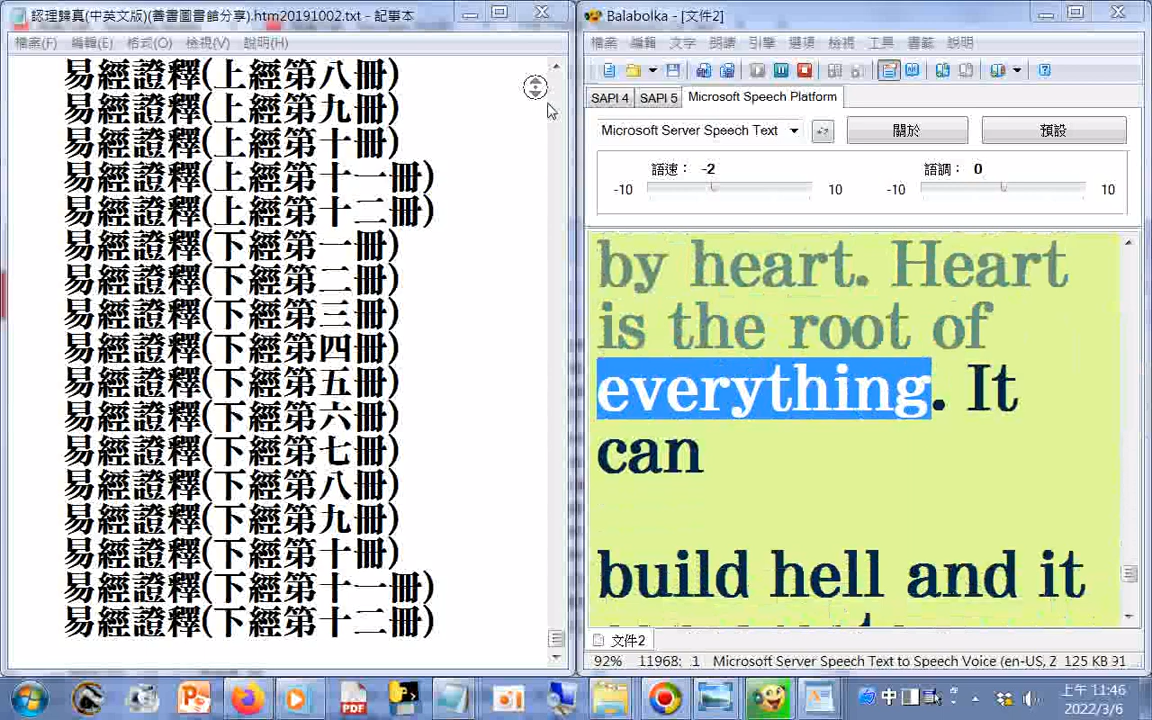 認理歸真(中英文版)(善書圖書館分享).htm20191002.txt - 記事本
檔案(F) 編輯(E) 格式(O) 檢視(V) 說明(H)
易經證釋(上經第八冊)
易經證釋(上經第九冊)
易經證釋(上經第十冊)
易經證釋(上經第十一冊)
易經證釋(上經第十二冊)
易經證釋(下經第一冊)
易經證釋(下經第二冊)
易經證釋(下經第三冊)
易經證釋(下經第四冊)
易經證釋(下經第五冊)
易經證釋(下經第六冊)
易經證釋(下經第七冊)
易經證釋(下經第八冊)
易經證釋(下經第九冊)
易經證釋(下經第十冊)
易經證釋(下經第十一冊)
易經證釋(下經第十二冊)
Balabolka - [文件2]
檔案 編輯 文字 朗讀 引擎 選項 檢視 工具 書籤 說明
SAPI 4 SAPI 5 Microsoft Speech Platform
Microsoft Server Speech Text 關於 預設
語速： -2 語調： 0
-10 10 -10 10
by heart. Heart
is the root of
everything. It
can
build hell and it
文件2
92% 11968: 1 Microsoft Server Speech Text to Speech Voice (en-US, Z 125 KB 91
PDF 中 上午 11:46
2022/3/6